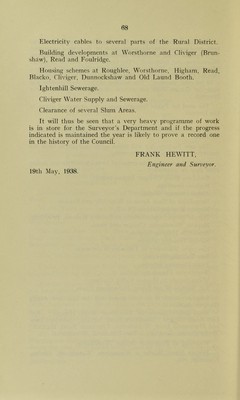 68
Electricity cables to several parts of the Rural District.
Building developments at Worsthorne and Cliviger (Brun-
shaw), Read and Foulridge.
Housing schemes at Roughlee, Worsthorne, Higham, Read,
Blacko, Cliviger, Dunnockshaw and Old Laund Booth.
Ightenhill Sewerage.
Cliviger Water Supply and Sewerage.
Clearance of several Slum Areas.
It will thus be seen that a very heavy programme of work
is in store for the Surveyor's Department and if the progress
indicated is maintained the year is likely to prove a record one
in the history of the Council.
FRANK HEWITT,
Engineer and Surveyor.
19th May, 1938.